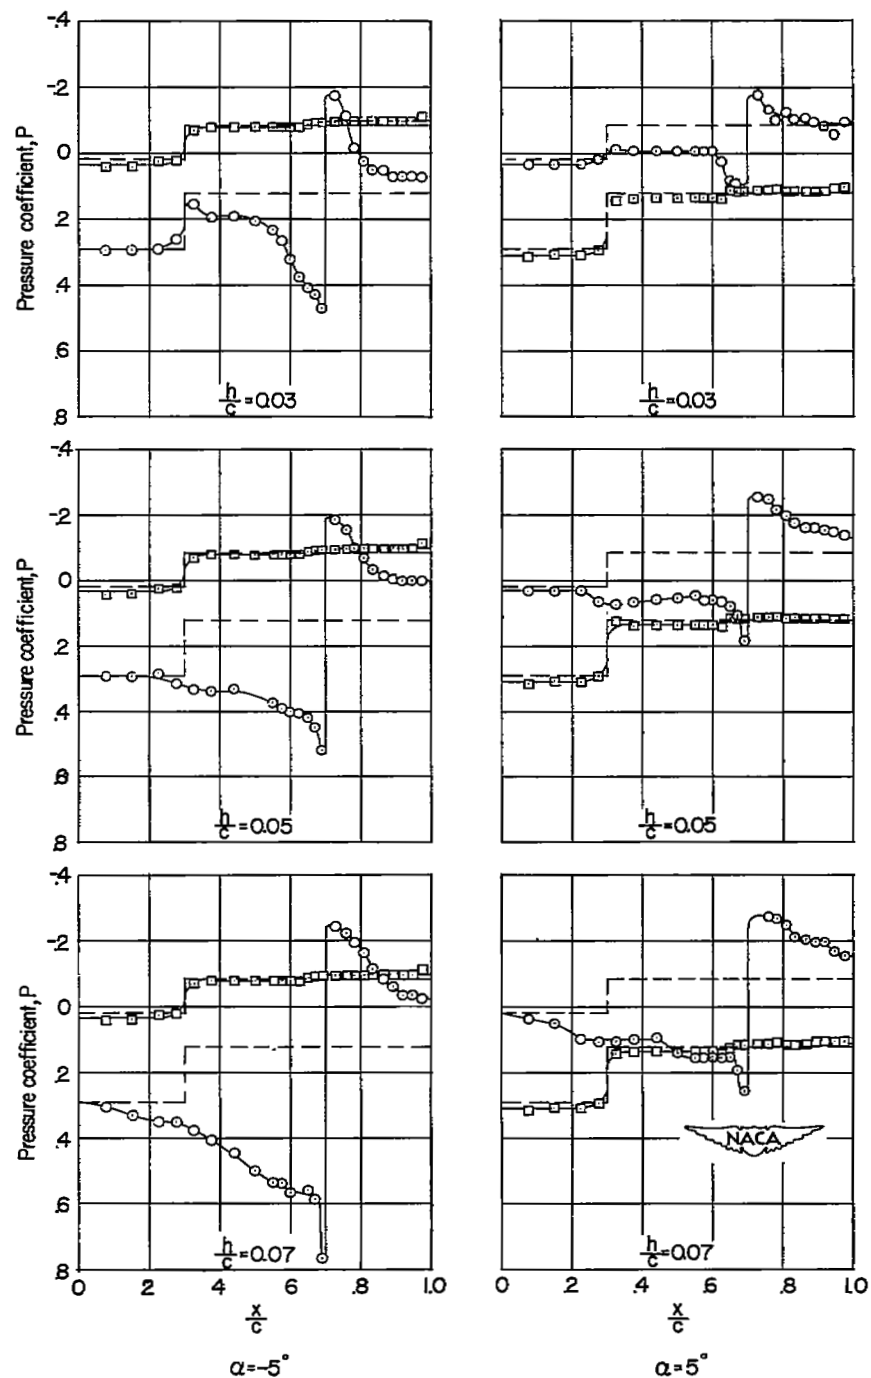 -.4
-.2
0
.2
.4
.6
.8
Pressure coefficient, P
h/c = 0.03
h/c = 0.03
-.4
-.2
0
.2
.4
.6
.8
Pressure coefficient, P
h/c = 0.05
h/c = 0.05
-.4
-.2
0
.2
.4
.6
.8
Pressure coefficient, P
NACA
h/c = 0.07
h/c = 0.07
0 .2 .4 .6 .8 1.0
0 .2 .4 .6 .8 1.0
x/c
x/c
α = -5°
α = 5°